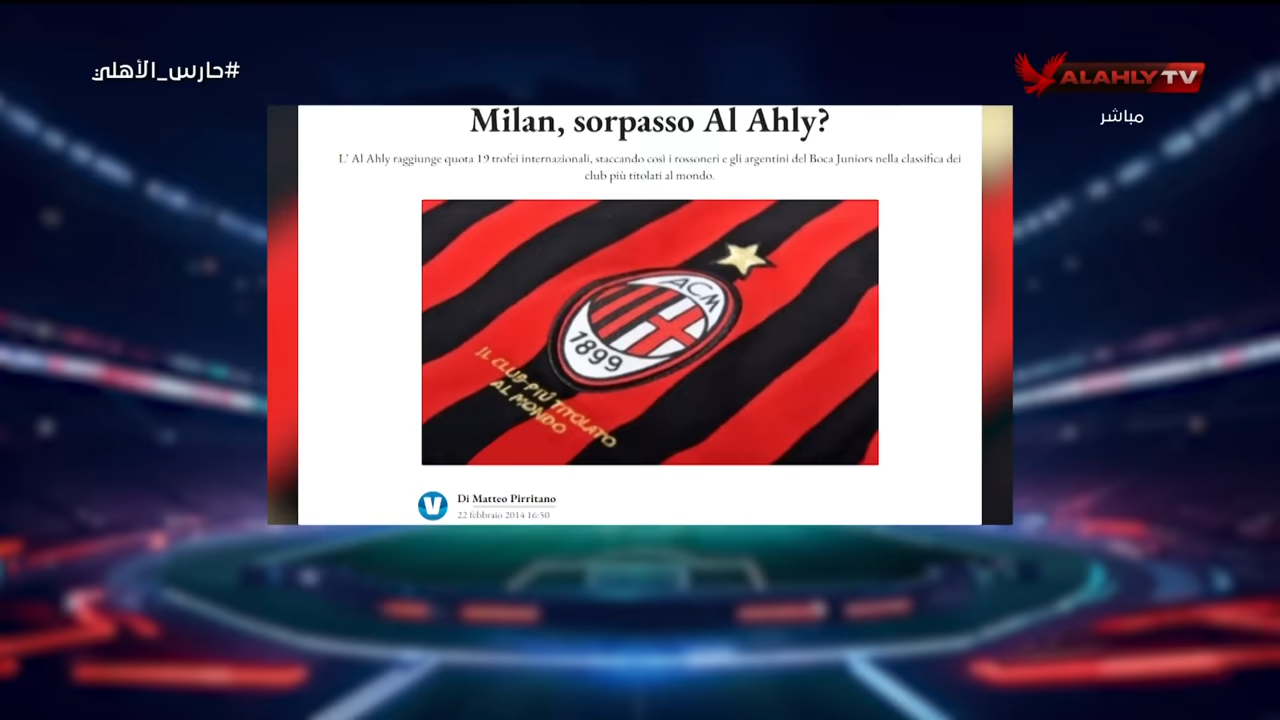 #حارس_الأهلي
ALAHLY TV
مباشر
Milan, sorpasso Al Ahly?
L' Al Ahly raggiunge quota 19 trofei internazionali, staccando così i rossoneri e gli argentini del Boca Juniors nella classifica dei
club più titolati al mondo.
ACM
1899
IL CLUB PIÚ TITOLATO
AL MONDO
V
Di Matteo Pirritano
22 febbraio 2014 16:50